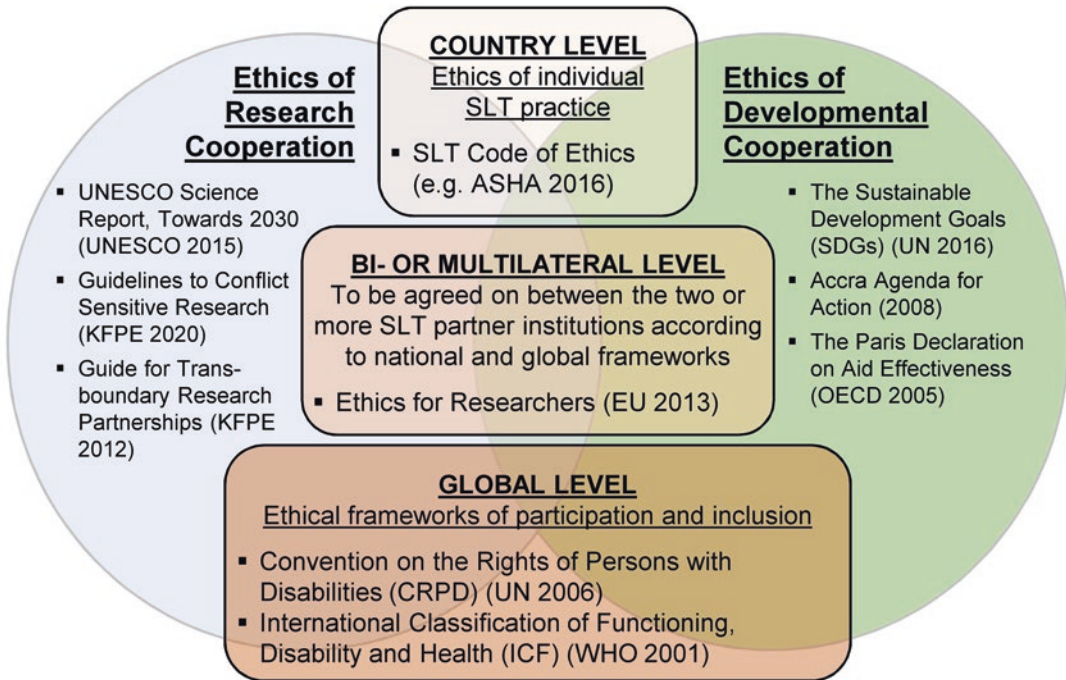 COUNTRY LEVEL
Ethics of individual
SLT practice
▪ SLT Code of Ethics
(e.g. ASHA 2016)
Ethics of
Research
Cooperation
▪ UNESCO Science
Report, Towards 2030
(UNESCO 2015)
▪ Guidelines to Conflict
Sensitive Research
(KFPE 2020)
▪ Guide for Trans-
boundary Research
Partnerships (KFPE
2012)
Ethics of
Developmental
Cooperation
▪ The Sustainable
Development Goals
(SDGs) (UN 2016)
▪ Accra Agenda for
Action (2008)
▪ The Paris Declaration
on Aid Effectiveness
(OECD 2005)
BI- OR MULTILATERAL LEVEL
To be agreed on between the two or
more SLT partner institutions according
to national and global frameworks
▪ Ethics for Researchers (EU 2013)
GLOBAL LEVEL
Ethical frameworks of participation and inclusion
▪ Convention on the Rights of Persons with
Disabilities (CRPD) (UN 2006)
▪ International Classification of Functioning,
Disability and Health (ICF) (WHO 2001)